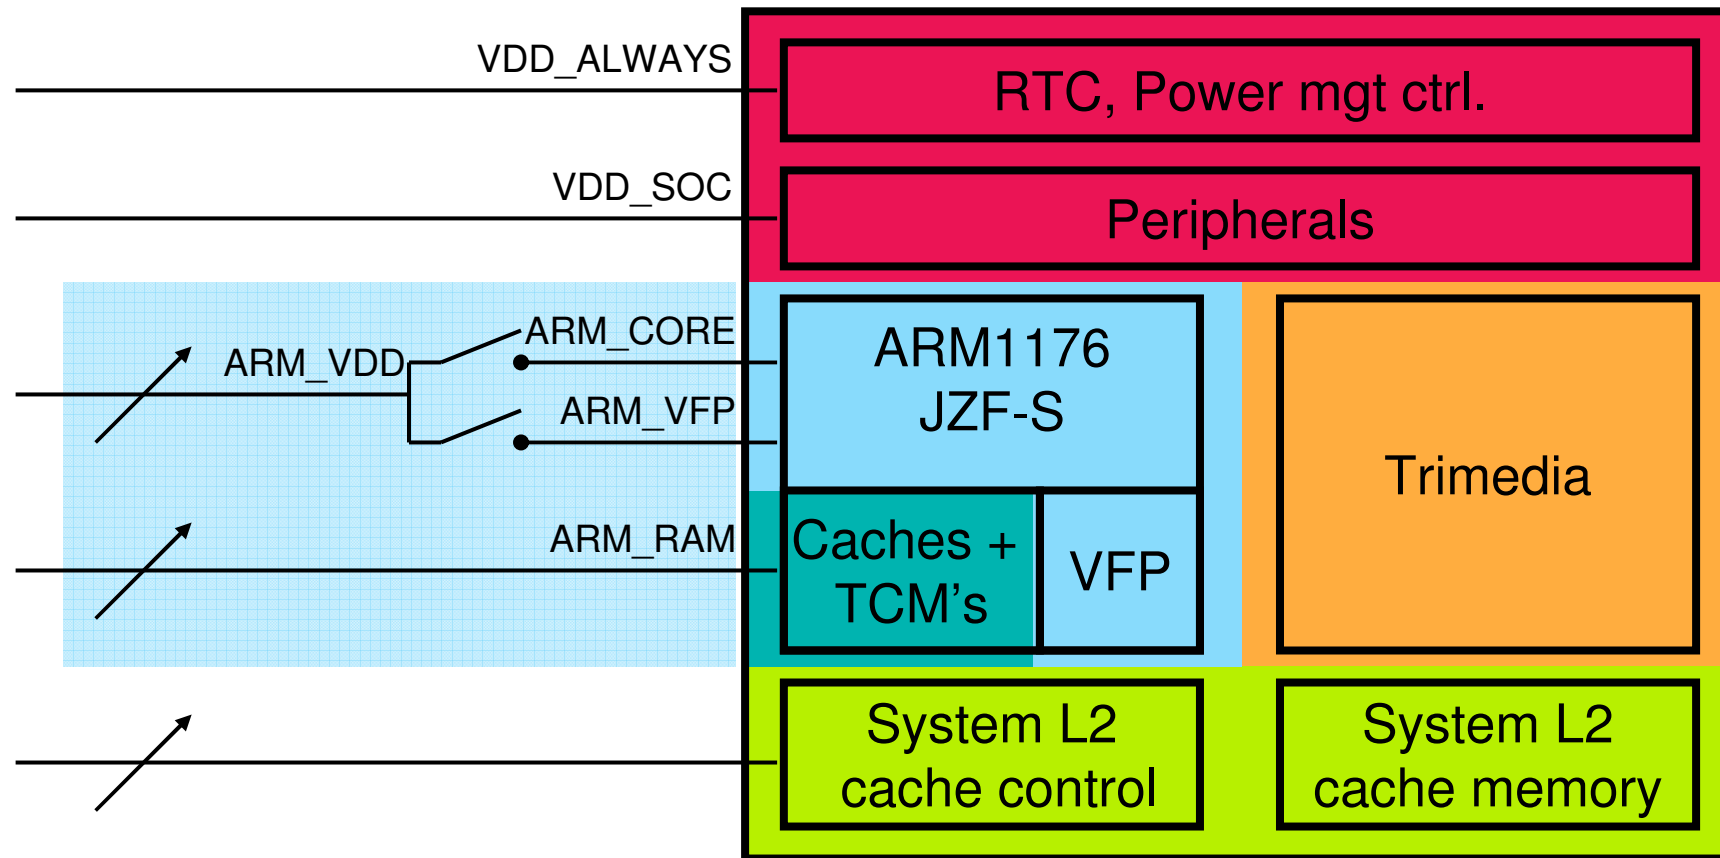 VDD_ALWAYS
RTC, Power mgt ctrl.
VDD_SOC
Peripherals
ARM_CORE
ARM_VDD
ARM_VFP
ARM1176
JZF-S
Trimedia
ARM_RAM
Caches +
TCM's
VFP
System L2
cache control
System L2
cache memory